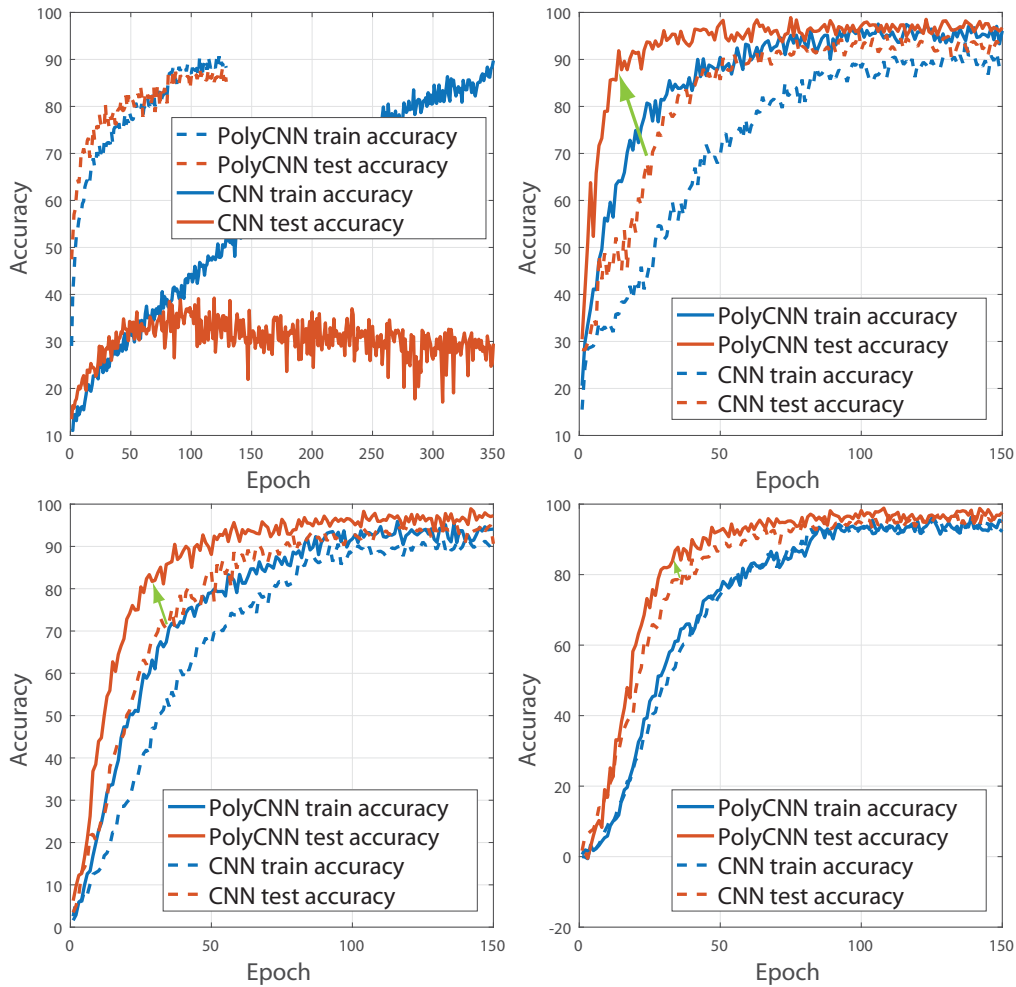 100
90
80
70
60
50
40
30
20
10
Accuracy
PolyCNN train accuracy
PolyCNN test accuracy
CNN train accuracy
CNN test accuracy
0 50 100 150 200 250 300 350
Epoch
100
90
80
70
60
50
40
30
20
10
Accuracy
PolyCNN train accuracy
PolyCNN test accuracy
CNN train accuracy
CNN test accuracy
0 50 100 150
Epoch
100
90
80
70
60
50
40
30
20
10
0
Accuracy
PolyCNN train accuracy
PolyCNN test accuracy
CNN train accuracy
CNN test accuracy
0 50 100 150
Epoch
100
80
60
40
20
0
-20
Accuracy
PolyCNN train accuracy
PolyCNN test accuracy
CNN train accuracy
CNN test accuracy
0 50 100 150
Epoch